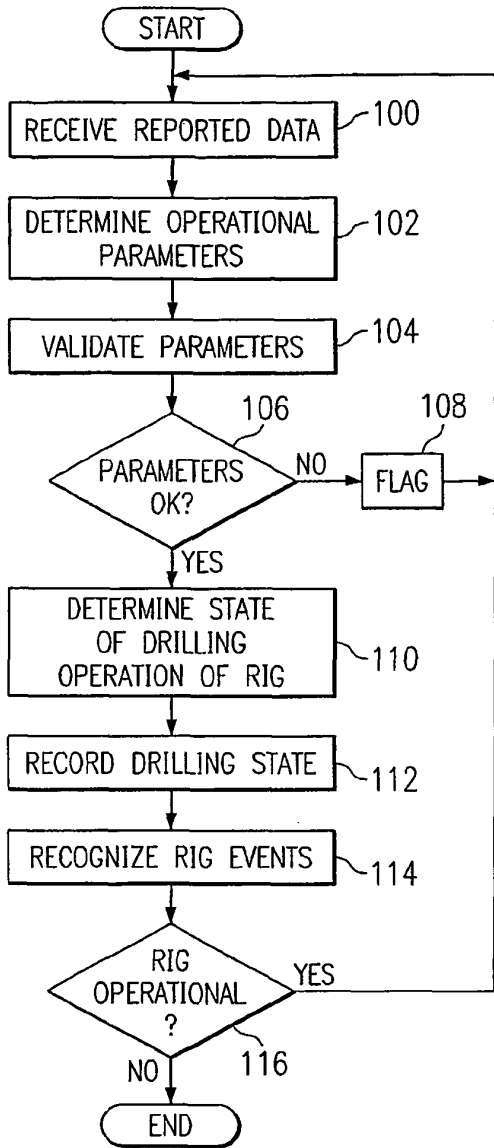 START
RECEIVE REPORTED DATA
100
DETERMINE OPERATIONAL
PARAMETERS
102
VALIDATE PARAMETERS
104
106
PARAMETERS
OK?
NO
108
FLAG
YES
DETERMINE STATE
OF DRILLING
OPERATION OF RIG
110
RECORD DRILLING STATE
112
RECOGNIZE RIG EVENTS
114
RIG
OPERATIONAL
?
YES
116
NO
END